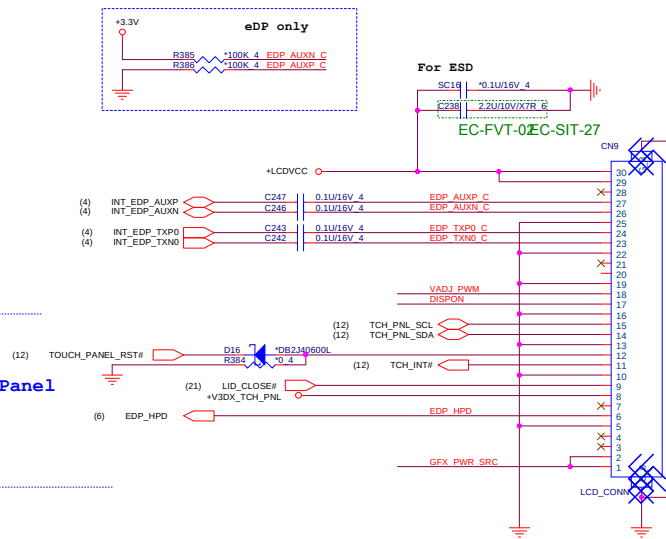 eDP only
+3.3V
R385 *100K_4 EDP_AUXN_C
R386 *100K_4 EDP_AUXP_C
For ESD
SC16 *0.1U/16V_4
C238 2.2U/10V/X7R_6
EC-FVT-02 EC-SIT-27
CN9
+LCDVCC 30
29
28
(4) INT_EDP_AUXP C247 0.1U/16V_4 EDP_AUXP_C 27
(4) INT_EDP_AUXN C246 0.1U/16V_4 EDP_AUXN_C 26
25
(4) INT_EDP_TXP0 C243 0.1U/16V_4 EDP_TXP0_C 24
(4) INT_EDP_TXN0 C242 0.1U/16V_4 EDP_TXN0_C 23
22
21
20
19
VADJ_PWM 18
DISPON 17
16
(12) TCH_PNL_SCL 15
(12) TCH_PNL_SDA 14
13
(12) TOUCH_PANEL_RST# D16 *DB2J40600L 12
R384 *0_4 (12) TCH_INT# 11
10
Panel
(21) LID_CLOSE# 9
+V3DX_TCH_PNL 8
7
(6) EDP_HPD EDP_HPD 6
5
4
3
2
GFX_PWR_SRC 1
LCD_CONN